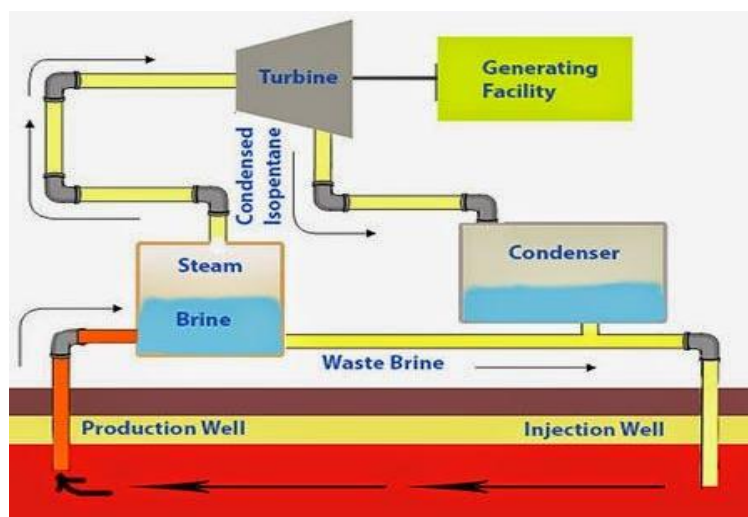 Turbine
Generating
Facility
Condensed
Isopentane
Steam
Condenser
Brine
Waste Brine
Production Well
Injection Well